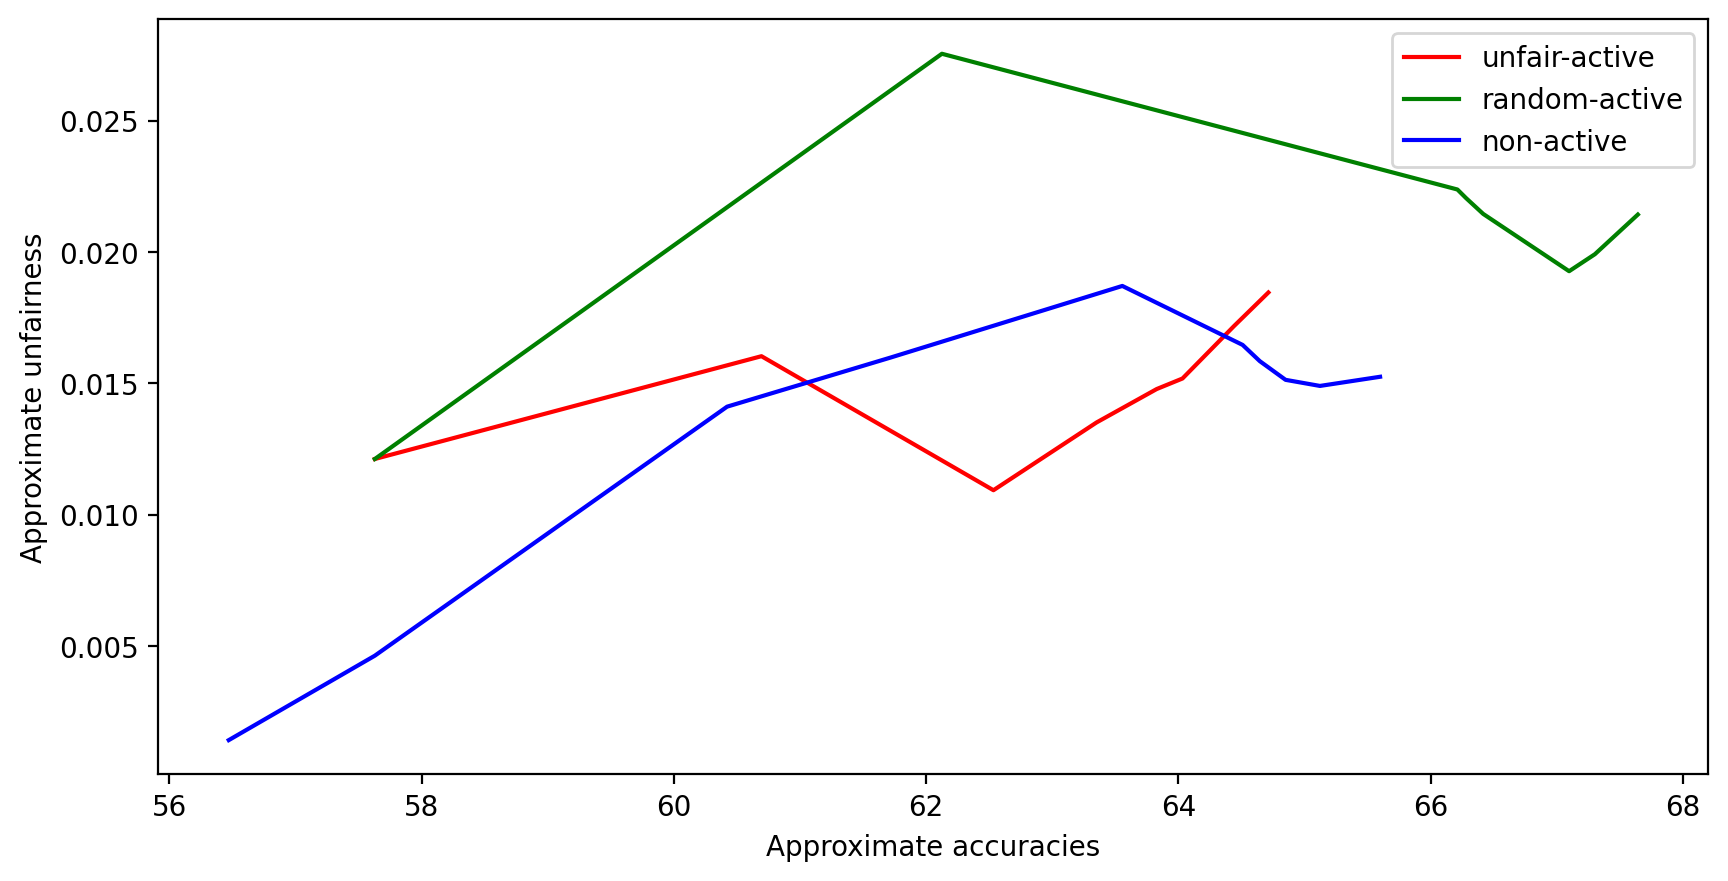 unfair-active
random-active
non-active
0.025
0.020
0.015
0.010
0.005
Approximate unfairness
56 58 60 62 64 66 68
Approximate accuracies